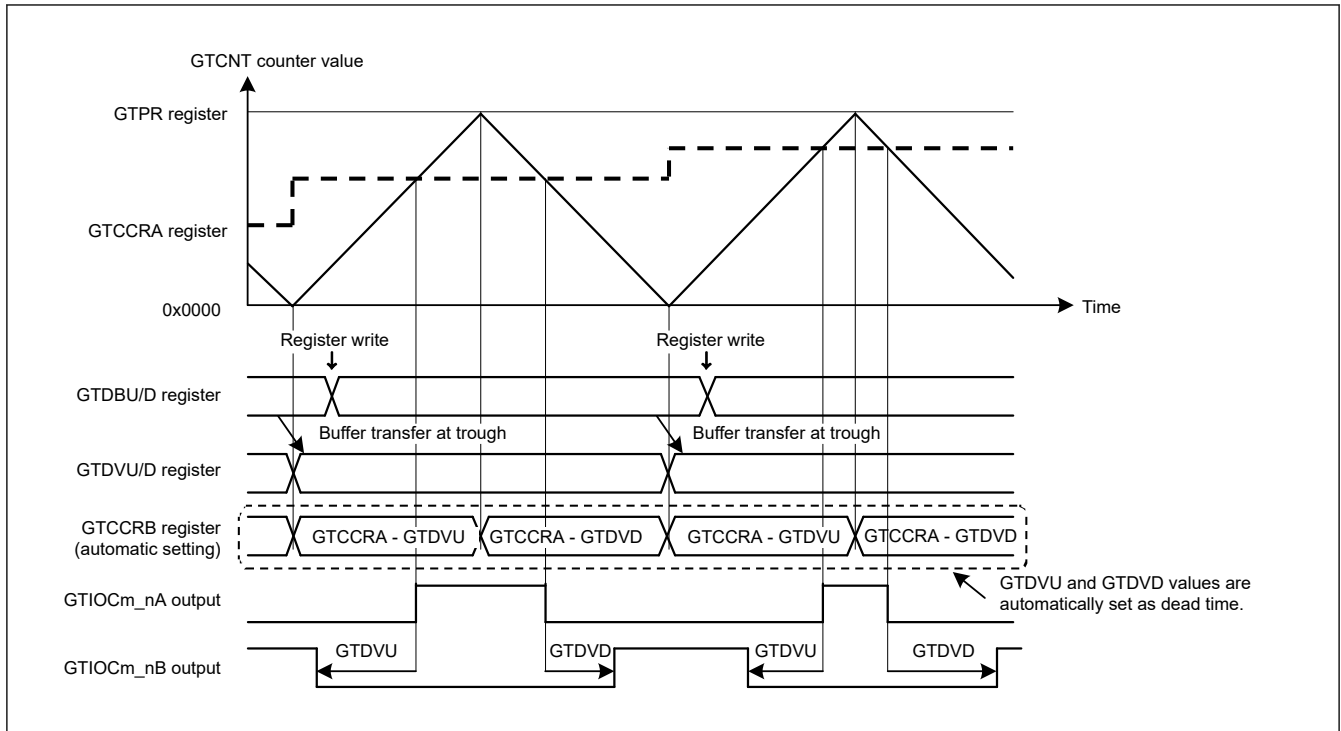 GTCNT counter value
GTPR register
GTCCRA register
0x0000
Time
Register write
Register write
GTDBU/D register
Buffer transfer at trough
Buffer transfer at trough
GTDVU/D register
GTCCRB register
(automatic setting)
GTCCRA - GTDVU
GTCCRA - GTDVD
GTCCRA - GTDVU
GTCCRA - GTDVD
GTDVU and GTDVD values are
automatically set as dead time.
GTIOCm_nA output
GTIOCm_nB output
GTDVU
GTDVD
GTDVU
GTDVD